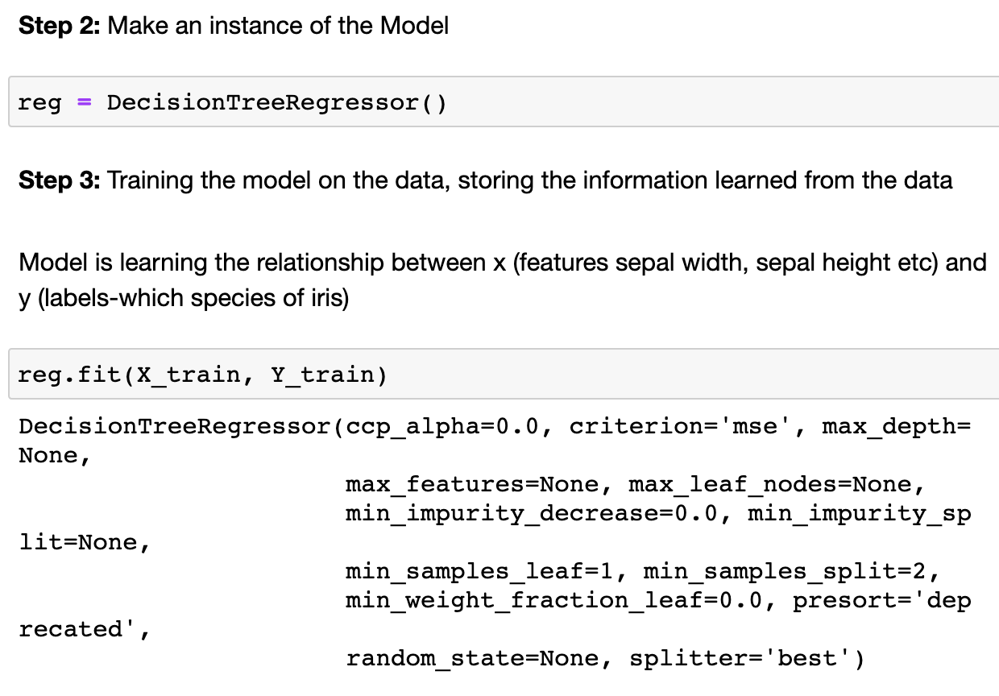 Step 2: Make an instance of the Model
reg = DecisionTreeRegressor()
Step 3: Training the model on the data, storing the information learned from the data
Model is learning the relationship between x (features sepal width, sepal height etc) and
y (labels-which species of iris)
reg.fit(X_train, Y_train)
DecisionTreeRegressor(ccp_alpha=0.0, criterion='mse', max_depth=
None,
max_features=None, max_leaf_nodes=None,
min_impurity_decrease=0.0, min_impurity_sp
lit=None,
min_samples_leaf=1, min_samples_split=2,
min_weight_fraction_leaf=0.0, presort='dep
recated',
random_state=None, splitter='best')